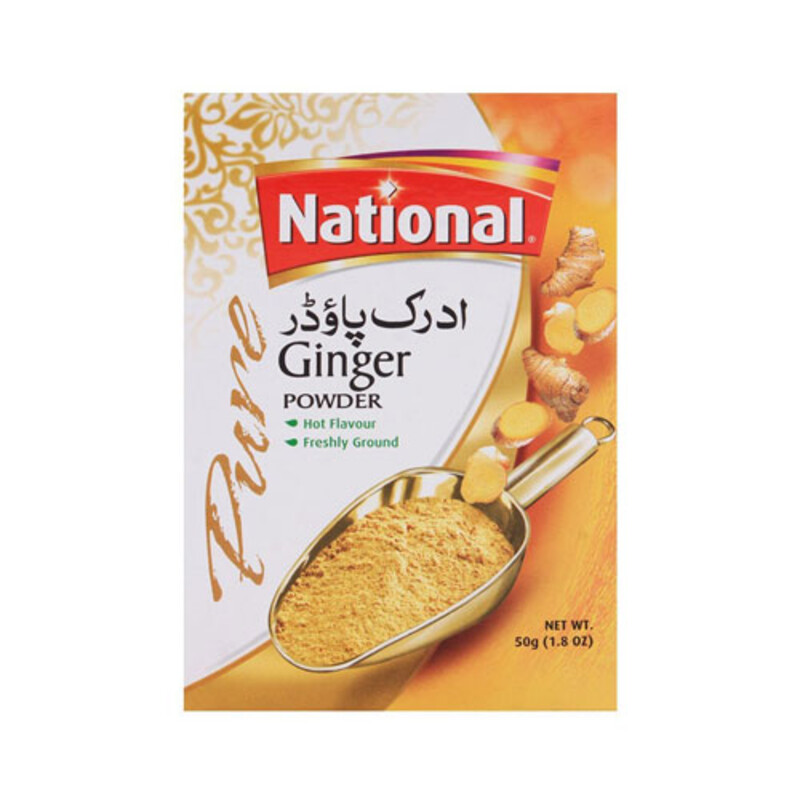 National
ادرک پاؤڈر
Pure
Ginger
POWDER
Hot Flavour
Freshly Ground
NET WT.
50g (1.8 OZ)